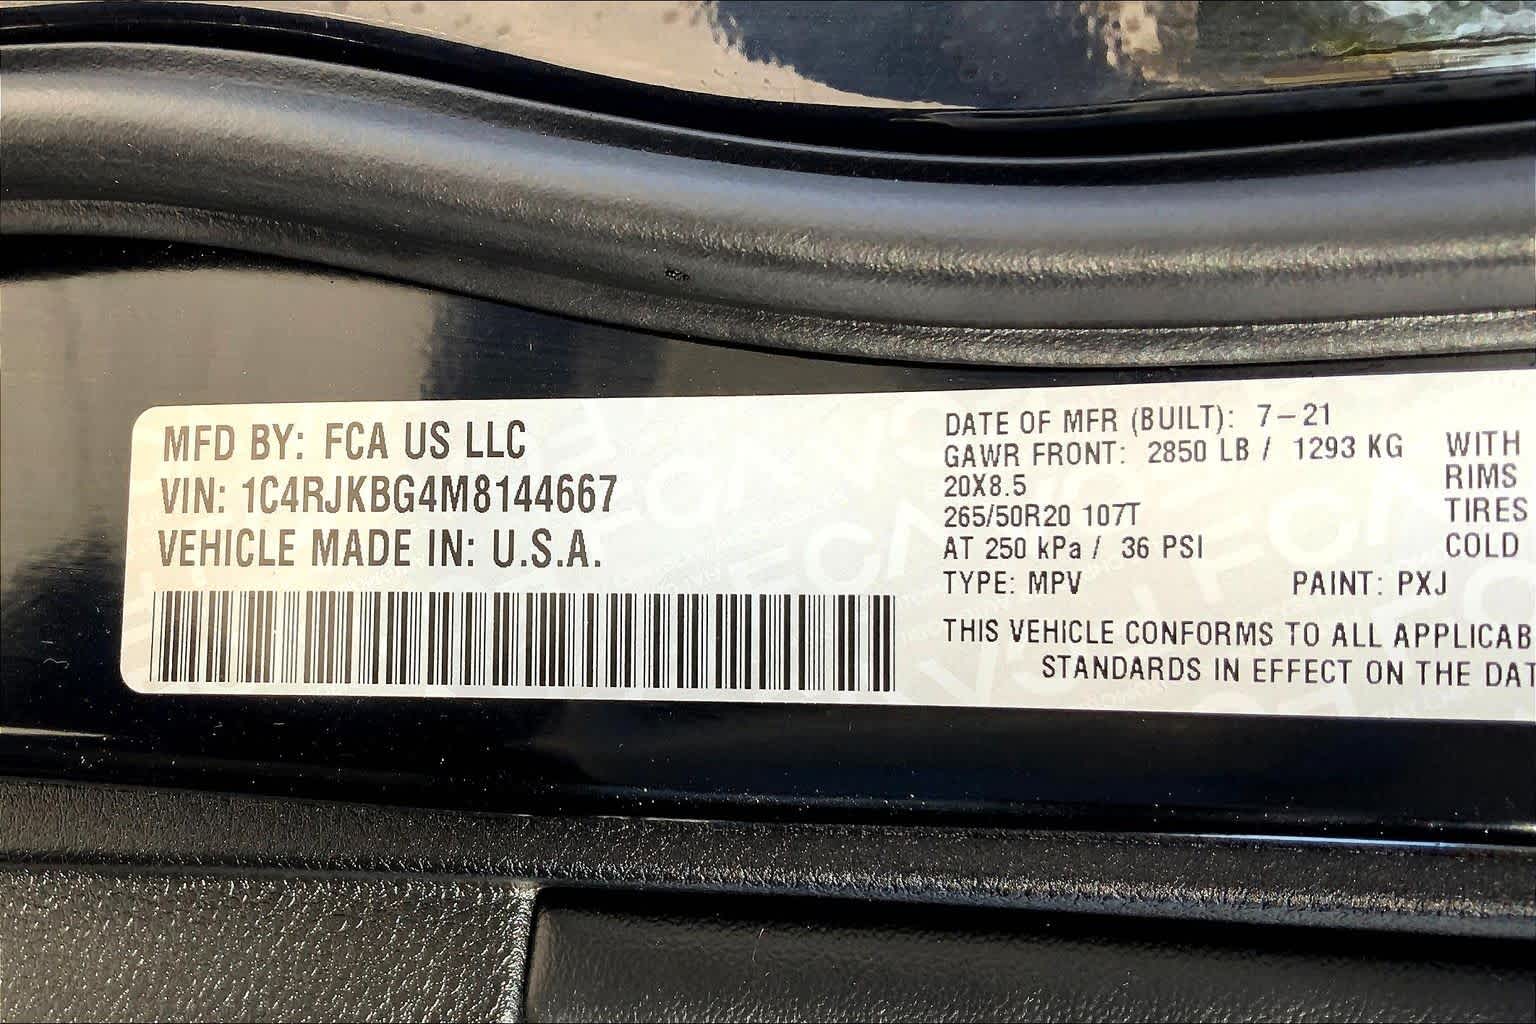 MFD BY: FCA US LLC
VIN: 1C4RJKBG4M8144667
VEHICLE MADE IN: U.S.A.
DATE OF MFR (BUILT): 7-21
GAWR FRONT: 2850 LB / 1293 KG WITH
20X8.5 RIMS
265/50R20 107T TIRES
AT 250 kPa / 36 PSI COLD
TYPE: MPV PAINT: PXJ
THIS VEHICLE CONFORMS TO ALL APPLICAB
STANDARDS IN EFFECT ON THE DAT